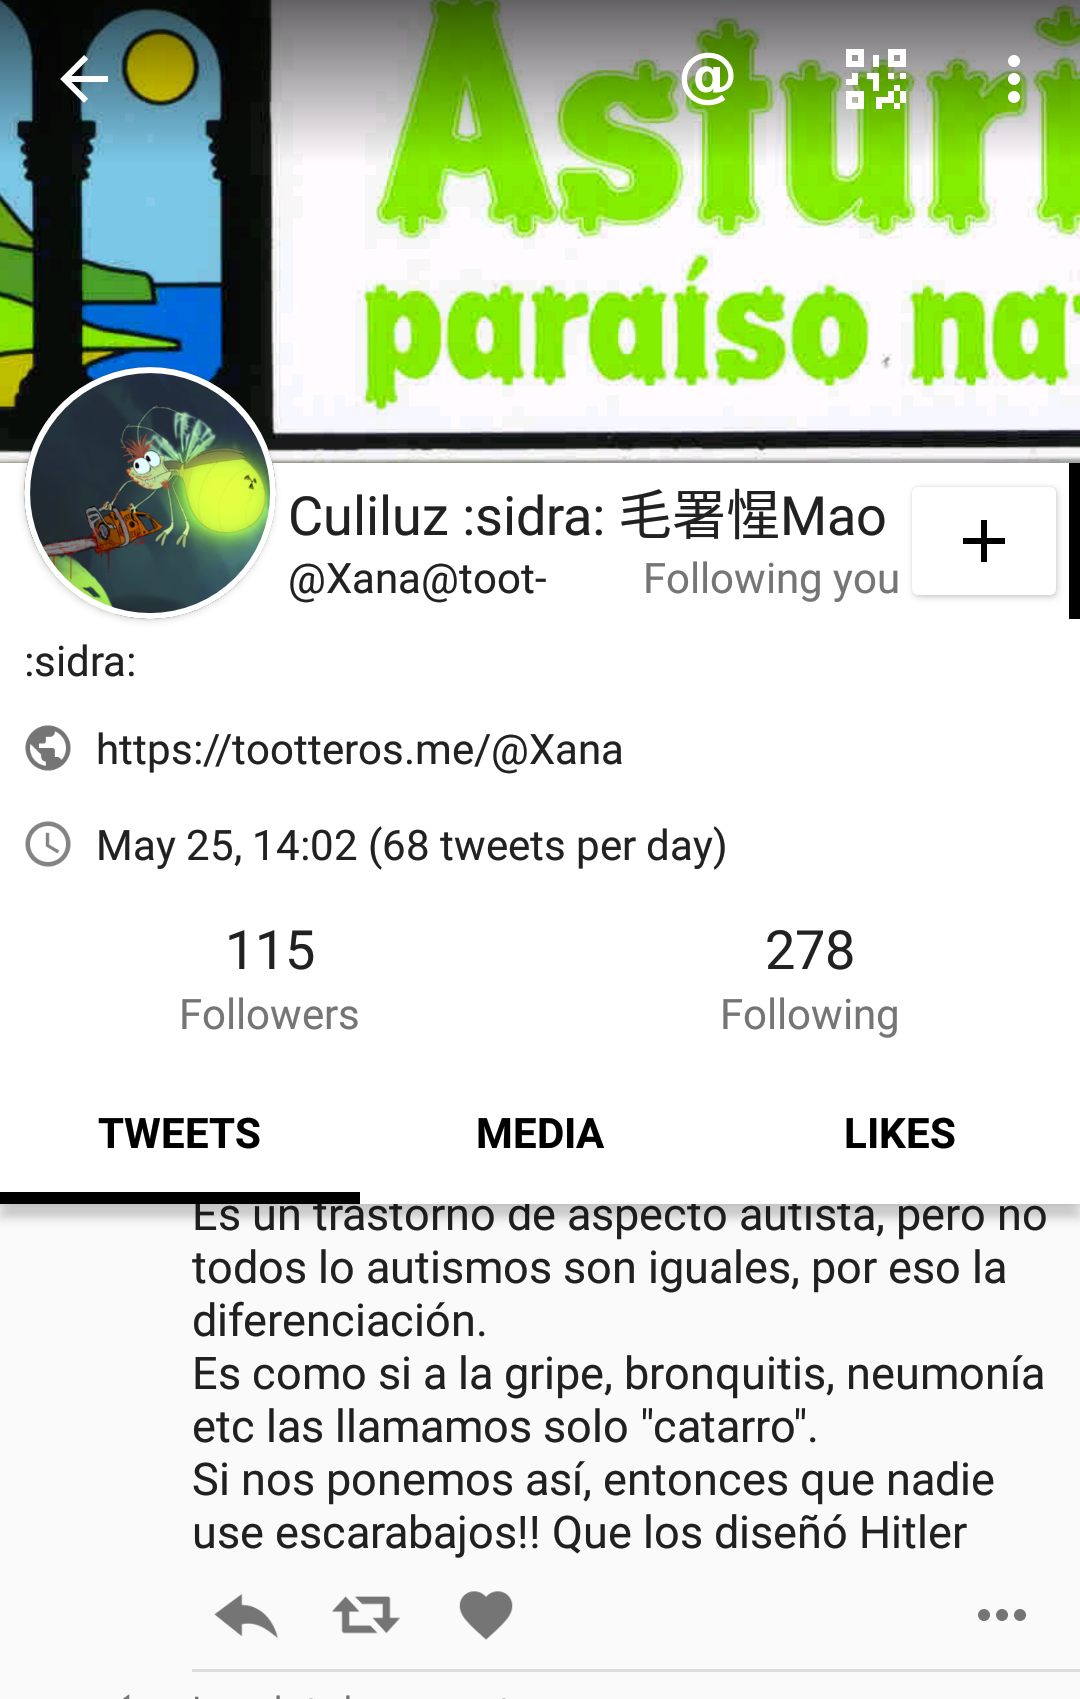 Asturi
paraíso na
Culiluz :sidra: 毛署惺Mao
@Xana@toot-
Following you
:sidra:
https://tootteros.me/@Xana
May 25, 14:02 (68 tweets per day)
115
Followers
278
Following
TWEETS
MEDIA
LIKES
Es un trastorno de aspecto autista, pero no
todos lo autismos son iguales, por eso la
diferenciación.
Es como si a la gripe, bronquitis, neumonía
etc las llamamos solo "catarro".
Si nos ponemos así, entonces que nadie
use escarabajos!! Que los diseñó Hitler